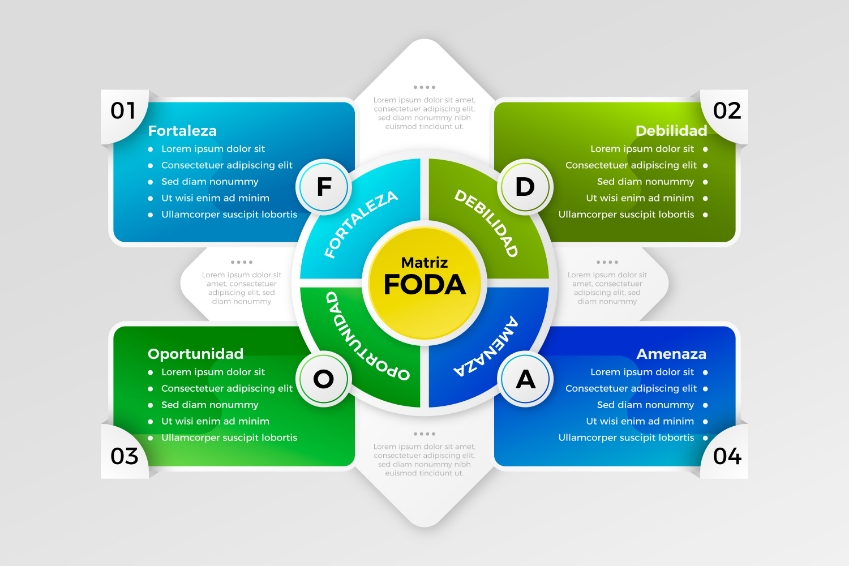 01
Fortaleza
Lorem ipsum dolor sit
Consectetuer adipiscing elit
Sed diam nonummy
Ut wisi enim ad minim
Ullamcorper suscipit lobortis
Lorem ipsum dolor sit amet,
consectetuer adipiscing elit,
sed diam nonummy nibh
euismod tincidunt ut.
02
Debilidad
Lorem ipsum dolor sit
Consectetuer adipiscing elit
Sed diam nonummy
Ut wisi enim ad minim
Ullamcorper suscipit lobortis
F
D
FORTALEZA
DEBILIDAD
Lorem ipsum dolor sit
amet, consectetuer
adipiscing elit, sed
diam nonummy
Matriz
FODA
Lorem ipsum dolor sit
amet, consectetuer
adipiscing elit, sed
diam nonummy
OPORTUNIDAD
AMENAZA
O
A
Oportunidad
Lorem ipsum dolor sit
Consectetuer adipiscing elit
Sed diam nonummy
Ut wisi enim ad minim
Ullamcorper suscipit lobortis
03
Lorem ipsum dolor sit amet,
consectetuer adipiscing elit,
sed diam nonummy nibh
euismod tincidunt ut.
Amenaza
Lorem ipsum dolor sit
Consectetuer adipiscing elit
Sed diam nonummy
Ut wisi enim ad minim
Ullamcorper suscipit lobortis
04